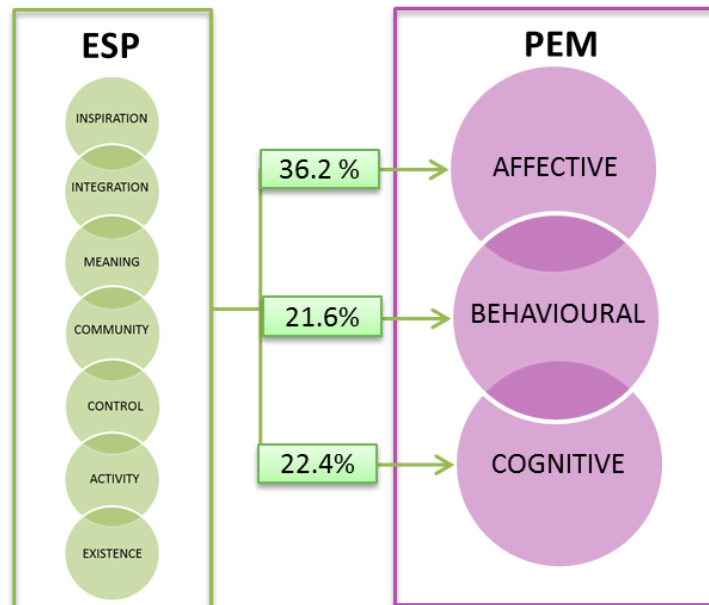 ESP
INSPIRATION
INTEGRATION
MEANING
COMMUNITY
CONTROL
ACTIVITY
EXISTENCE
36.2 %
21.6%
22.4%
PEM
AFFECTIVE
BEHAVIOURAL
COGNITIVE